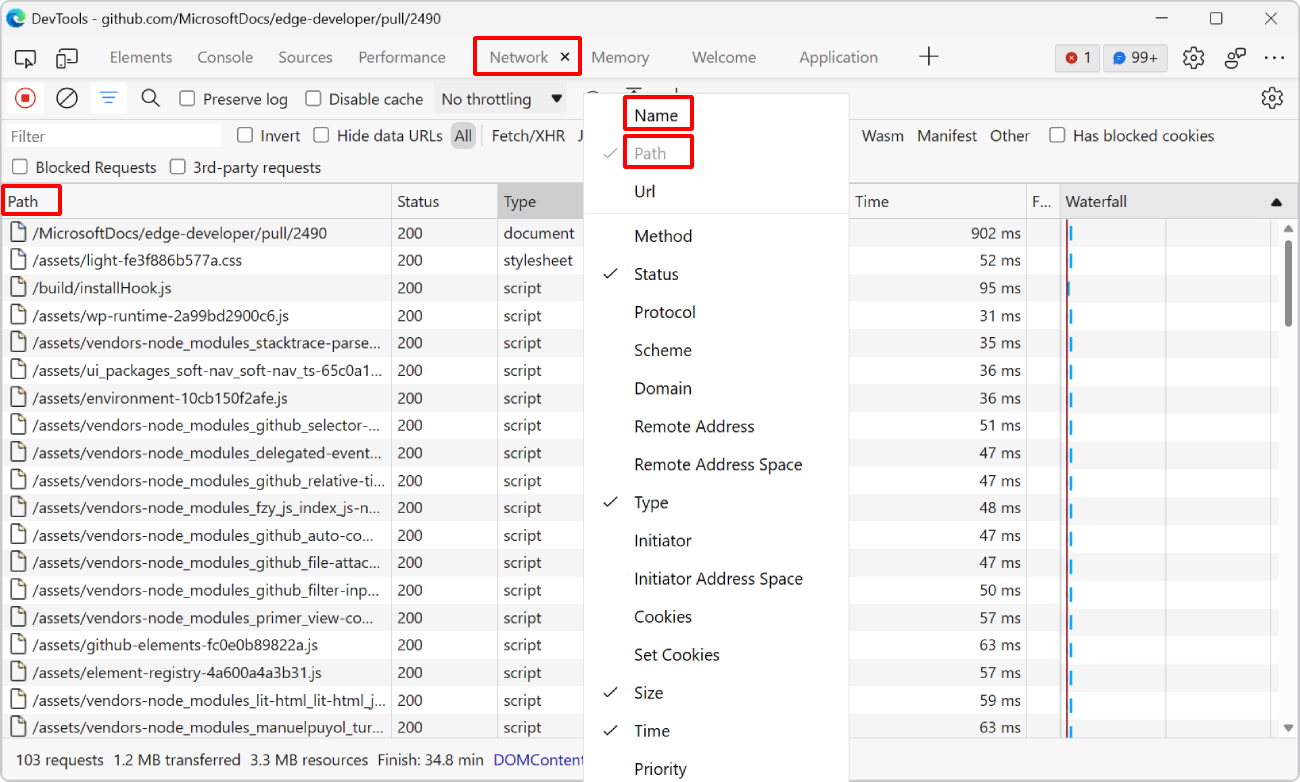 DevTools - github.com/MicrosoftDocs/edge-developer/pull/2490
Elements Console Sources Performance Network Memory Welcome Application 1 99+
Preserve log Disable cache No throttling
Filter Invert Hide data URLs All Fetch/XHR Wasm Manifest Other Has blocked cookies
Blocked Requests 3rd-party requests
Path Status Type Time F... Waterfall
/MicrosoftDocs/edge-developer/pull/2490 200 document 902 ms
/assets/light-fe3f886b577a.css 200 stylesheet 52 ms
/build/installHook.js 200 script 95 ms
/assets/wp-runtime-2a99bd2900c6.js 200 script 31 ms
/assets/vendors-node_modules_stacktrace-parse... 200 script 35 ms
/assets/ui_packages_soft-nav_soft-nav_ts-65c0a1... 200 script 36 ms
/assets/environment-10cb150f2afe.js 200 script 36 ms
/assets/vendors-node_modules_github_selector-... 200 script 51 ms
/assets/vendors-node_modules_delegated-event... 200 script 47 ms
/assets/vendors-node_modules_github_relative-ti... 200 script 47 ms
/assets/vendors-node_modules_fzy_js_index_js-n... 200 script 48 ms
/assets/vendors-node_modules_github_auto-co... 200 script 47 ms
/assets/vendors-node_modules_github_file-attac... 200 script 47 ms
/assets/vendors-node_modules_github_filter-inp... 200 script 50 ms
/assets/vendors-node_modules_primer_view-co... 200 script 57 ms
/assets/github-elements-fc0e0b89822a.js 200 script 63 ms
/assets/element-registry-4a600a4a3b31.js 200 script 57 ms
/assets/vendors-node_modules_lit-html_lit-html_j... 200 script 59 ms
/assets/vendors-node_modules_manuelpuyol_tur... 200 script 63 ms
103 requests 1.2 MB transferred 3.3 MB resources Finish: 34.8 min DOMContent
Name
Path
Url
Method
Status
Protocol
Scheme
Domain
Remote Address
Remote Address Space
Type
Initiator
Initiator Address Space
Cookies
Set Cookies
Size
Time
Priority